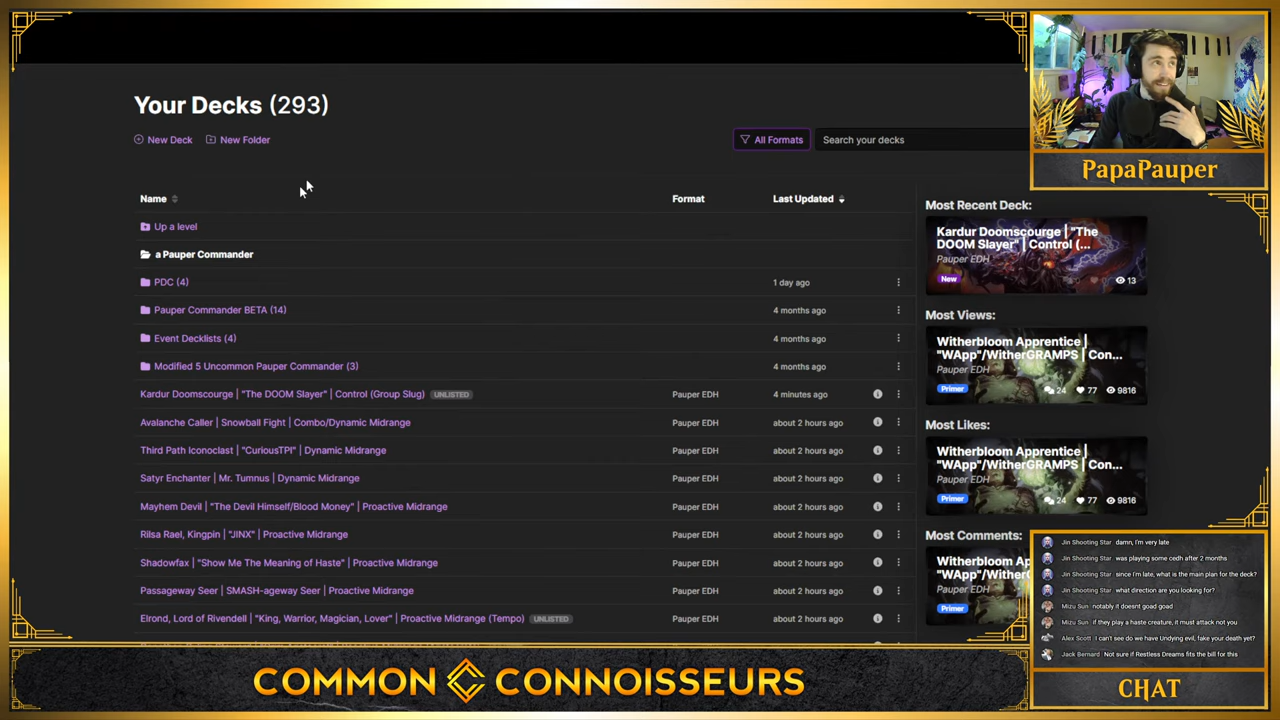 Your Decks (293)
New Deck
New Folder
All Formats
Search your decks
Name
Format
Last Updated
Up a level
a Pauper Commander
PDC (4)
1 day ago
Pauper Commander BETA (14)
4 months ago
Event Decklists (4)
4 months ago
Modified 5 Uncommon Pauper Commander (3)
4 months ago
Kardur Doomscourge | "The DOOM Slayer" | Control (Group Slug) UNLISTED
Pauper EDH
4 minutes ago
Avalanche Caller | Snowball Fight | Combo/Dynamic Midrange
Pauper EDH
about 2 hours ago
Third Path Iconoclast | "CuriousTPI" | Dynamic Midrange
Pauper EDH
about 2 hours ago
Satyr Enchanter | Mr. Tumnus | Dynamic Midrange
Pauper EDH
about 2 hours ago
Mayhem Devil | "The Devil Himself/Blood Money" | Proactive Midrange
Pauper EDH
about 2 hours ago
Rilsa Rael, Kingpin | "JINX" | Proactive Midrange
Pauper EDH
about 2 hours ago
Shadowfax | "Show Me The Meaning of Haste" | Proactive Midrange
Pauper EDH
about 2 hours ago
Passageway Seer | SMASH-ageway Seer | Proactive Midrange
Pauper EDH
about 2 hours ago
Elrond, Lord of Rivendell | "King, Warrior, Magician, Lover" | Proactive Midrange (Tempo) UNLISTED
Pauper EDH
about 2 hours ago
Most Recent Deck:
Kardur Doomscourge | "The
DOOM Slayer" | Control (...
Pauper EDH
New
13
Most Views:
Witherbloom Apprentice |
"WApp"/WitherGRAMPS | Con...
Pauper EDH
Primer
24 77 9816
Most Likes:
Witherbloom Apprentice |
"WApp"/WitherGRAMPS | Con...
Pauper EDH
Primer
24 77 9816
Most Comments:
Pauper EDH
Primer
PapaPauper
Jin Shooting Star damn, I'm very late
Jin Shooting Star was playing some cedh after 2 months
Jin Shooting Star since I'm late, what is the main plan for the deck?
Jin Shooting Star what direction are you looking for?
Mizu Sun notably it doesnt goad goad
Mizu Sun if they play a haste creature, it must attack not you
Alex Scott I can't see do we have Undying evil, fake your death yet?
Jack Bernard Not sure if Restless Dreams fits the bill for this
CHAT
COMMON CONNOISSEURS